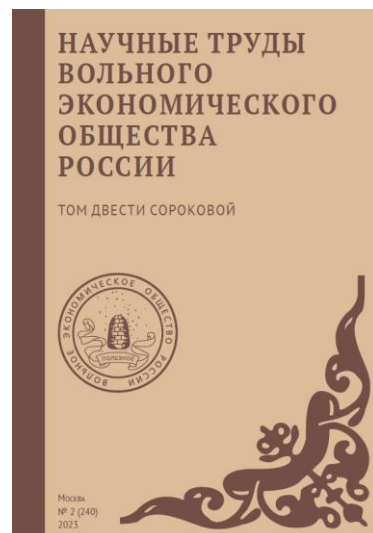 НАУЧНЫЕ ТРУДЫ
ВОЛЬНОГО
ЭКОНОМИЧЕСКОГО
ОБЩЕСТВА
РОССИИ
ТОМ ДВЕСТИ СОРОКОВОЙ
ВОЛЬНОЕ ЭКОНОМИЧЕСКОЕ ОБЩЕСТВО РОССИИ
ПОЛЕЗНОЕ
Москва
№ 2 (240)
2023